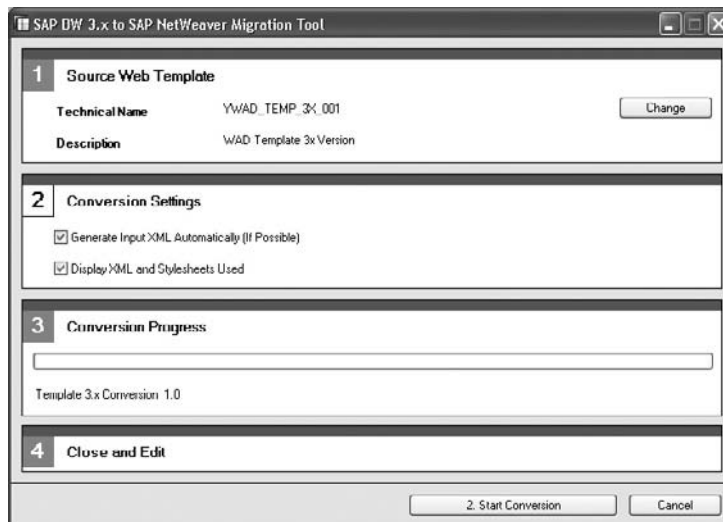 SAP BW 3.x to SAP NetWeaver Migration Tool
1 Source Web Template
Technical Name YWAD_TEMP_3X_001 Change
Description WAD Template 3x Version
2 Conversion Settings
Generate Input XML Automatically (If Possible)
Display XML and Stylesheets Used
3 Conversion Progress
Template 3.x Conversion 1.0
4 Close and Edit
2. Start Conversion Cancel